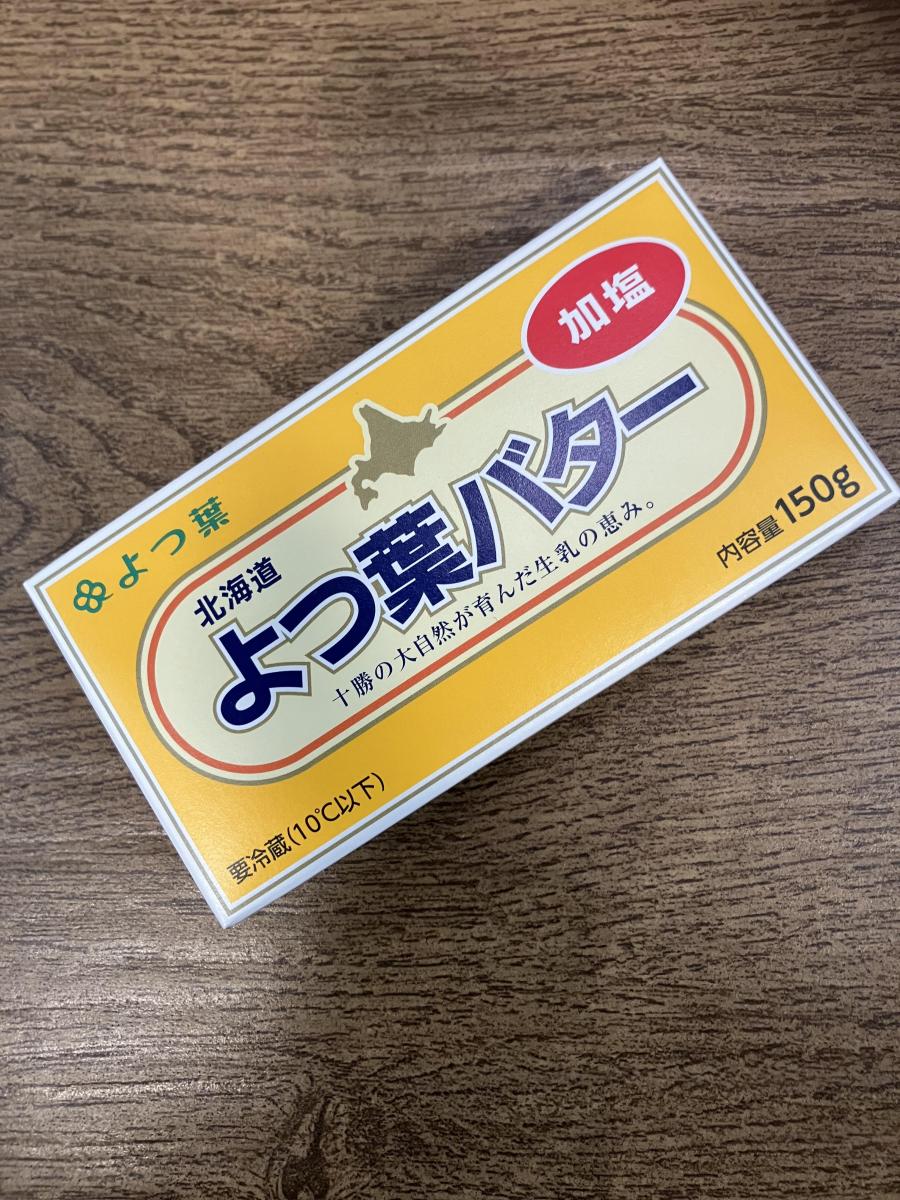 よつ葉
加塩
北海道
よつ葉バター
十勝の大自然が育んだ生乳の恵み。
内容量150g
要冷蔵(10℃以下)